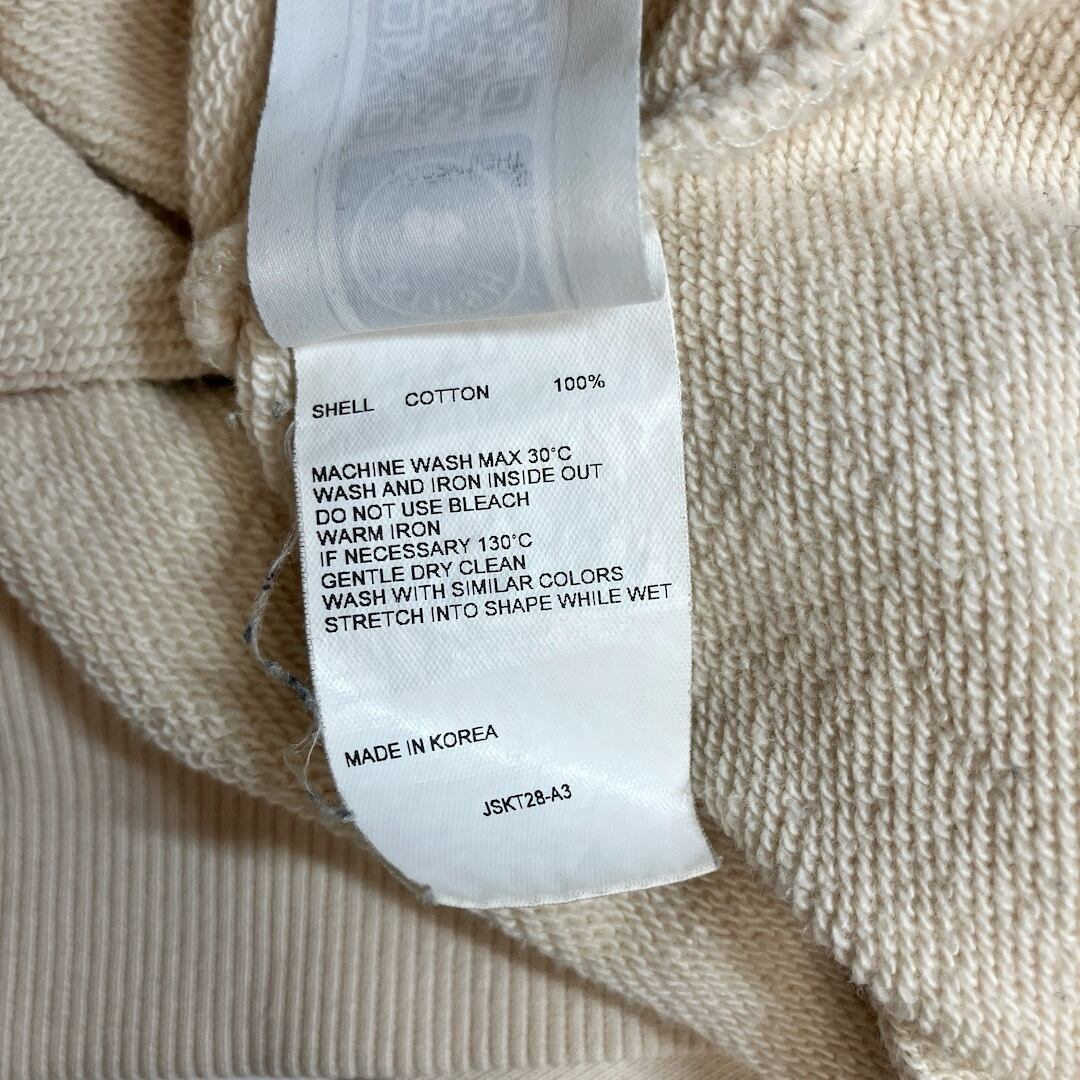 SHELL COTTON 100%
MACHINE WASH MAX 30°C
WASH AND IRON INSIDE OUT
DO NOT USE BLEACH
WARM IRON
IF NECESSARY 130°C
GENTLE DRY CLEAN
WASH WITH SIMILAR COLORS
STRETCH INTO SHAPE WHILE WET
MADE IN KOREA
JSKT28-A3